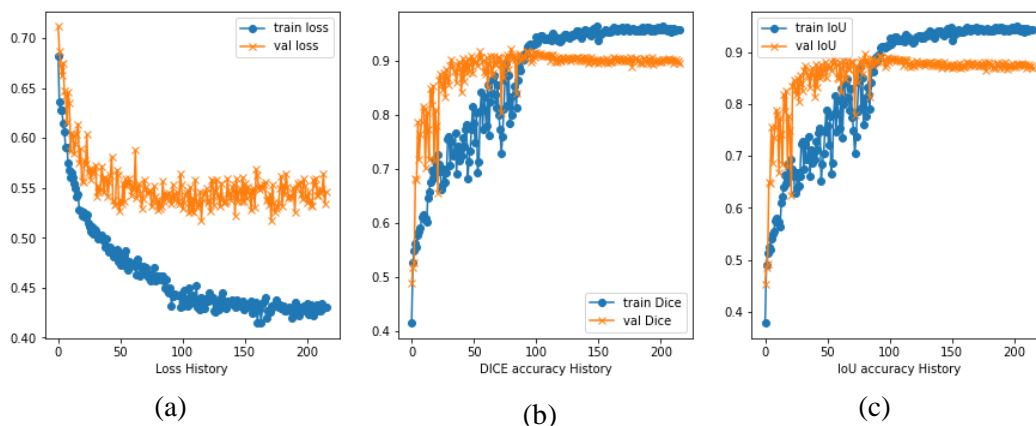 0.70
0.65
0.60
0.55
0.50
0.45
0.40
train loss
val loss
0 50 100 150 200
Loss History
(a)
0.9
0.8
0.7
0.6
0.5
0.4
train Dice
val Dice
0 50 100 150 200
DICE accuracy History
(b)
0.9
0.8
0.7
0.6
0.5
0.4
train IoU
val IoU
0 50 100 150 200
IoU accuracy History
(c)